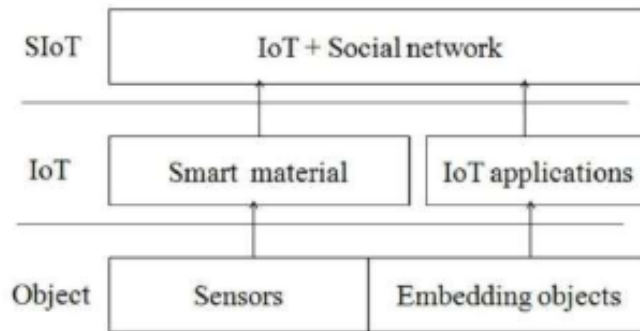 SIoT IoT + Social network
IoT Smart material IoT applications
Object Sensors Embedding objects